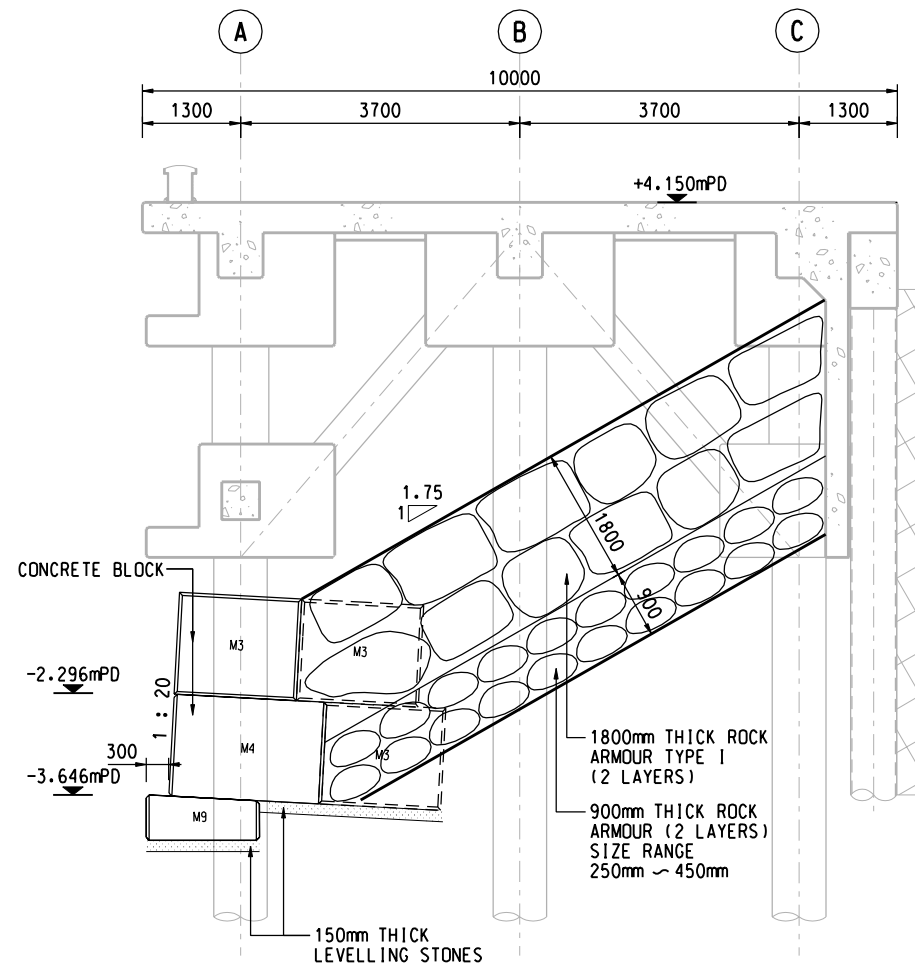 A
B
C
10000
1300
3700
3700
1300
+4.150mPD
1.75
1
1800
900
CONCRETE BLOCK
M3
M3
-2.296mPD
1 : 20
M4
M3
300
-3.646mPD
M9
1800mm THICK ROCK
ARMOUR TYPE I
(2 LAYERS)
900mm THICK ROCK
ARMOUR (2 LAYERS)
SIZE RANGE
250mm ~ 450mm
150mm THICK
LEVELLING STONES